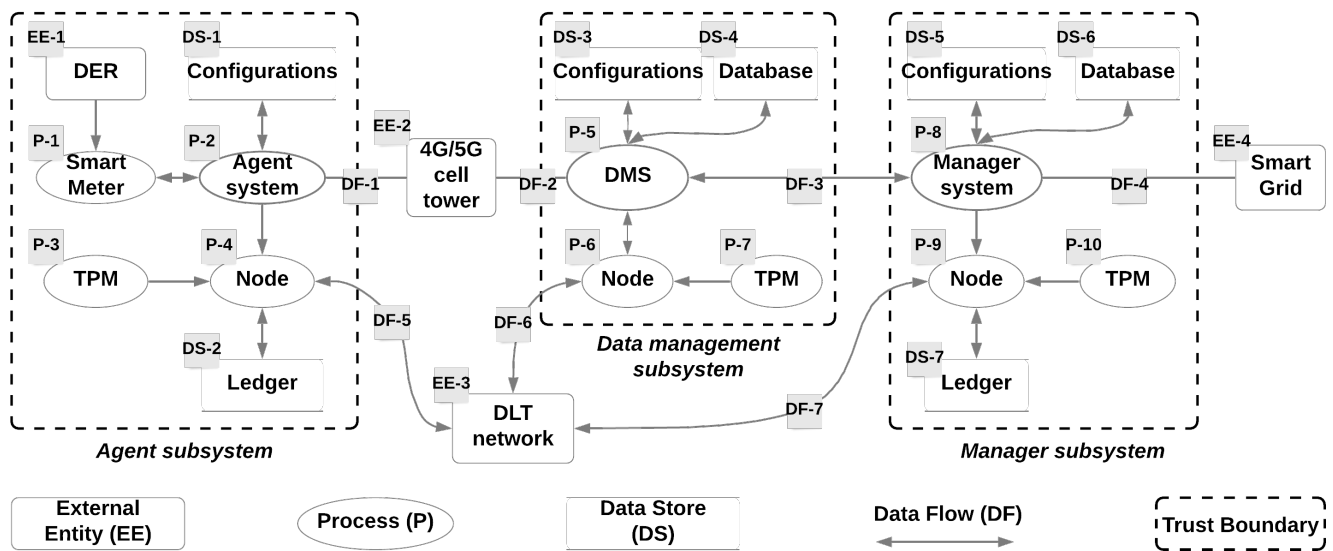 EE-1
DER
DS-1
Configurations
P-1
Smart
Meter
P-2
Agent
system
DF-1
P-3
TPM
P-4
Node
DS-2
Ledger
Agent subsystem
EE-2
4G/5G
cell
tower
DF-2
DF-5
DF-6
EE-3
DLT
network
DS-3
Configurations
DS-4
Database
P-5
DMS
DF-3
P-6
Node
P-7
TPM
Data management
subsystem
DF-7
DS-5
Configurations
DS-6
Database
P-8
Manager
system
DF-4
P-9
Node
P-10
TPM
DS-7
Ledger
Manager subsystem
EE-4
Smart
Grid
External
Entity (EE)
Process (P)
Data Store
(DS)
Data Flow (DF)
Trust Boundary